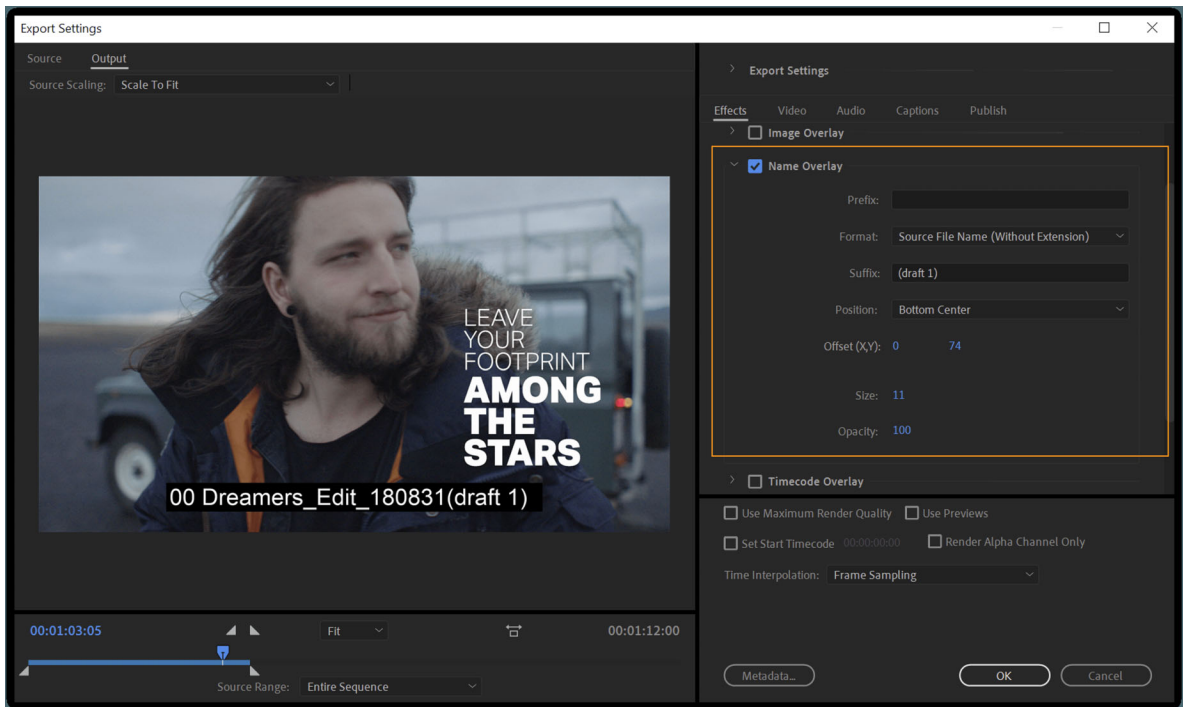 Export Settings
Source Output
Source Scaling: Scale To Fit
LEAVE
YOUR
FOOTPRINT
AMONG
THE
STARS
00 Dreamers_Edit_180831(draft 1)
00:01:03:05 Fit 00:01:12:00
Source Range: Entire Sequence
Export Settings
Effects Video Audio Captions Publish
Image Overlay
Name Overlay
Prefix:
Format: Source File Name (Without Extension)
Suffix: (draft 1)
Position: Bottom Center
Offset (X,Y): 0 74
Size: 11
Opacity: 100
Timecode Overlay
Use Maximum Render Quality Use Previews
Set Start Timecode 00:00:00:00 Render Alpha Channel Only
Time Interpolation: Frame Sampling
Metadata... OK Cancel